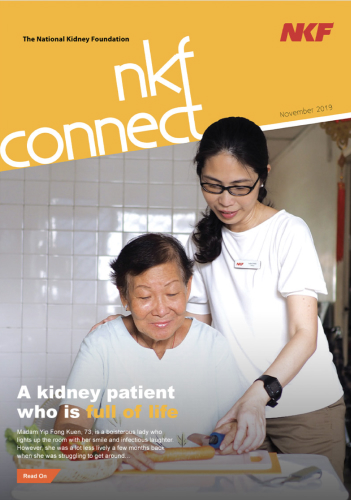 The National Kidney Foundation
NKF
nkf
connect
November 2019
NKF
A kidney patient
who is full of life
Madam Yip Fong Kuen, 73, is a boisterous lady who
lights up the room with her smile and infectious laughter.
However, she was a lot less lively a few months back
when she was struggling to get around.
Read On